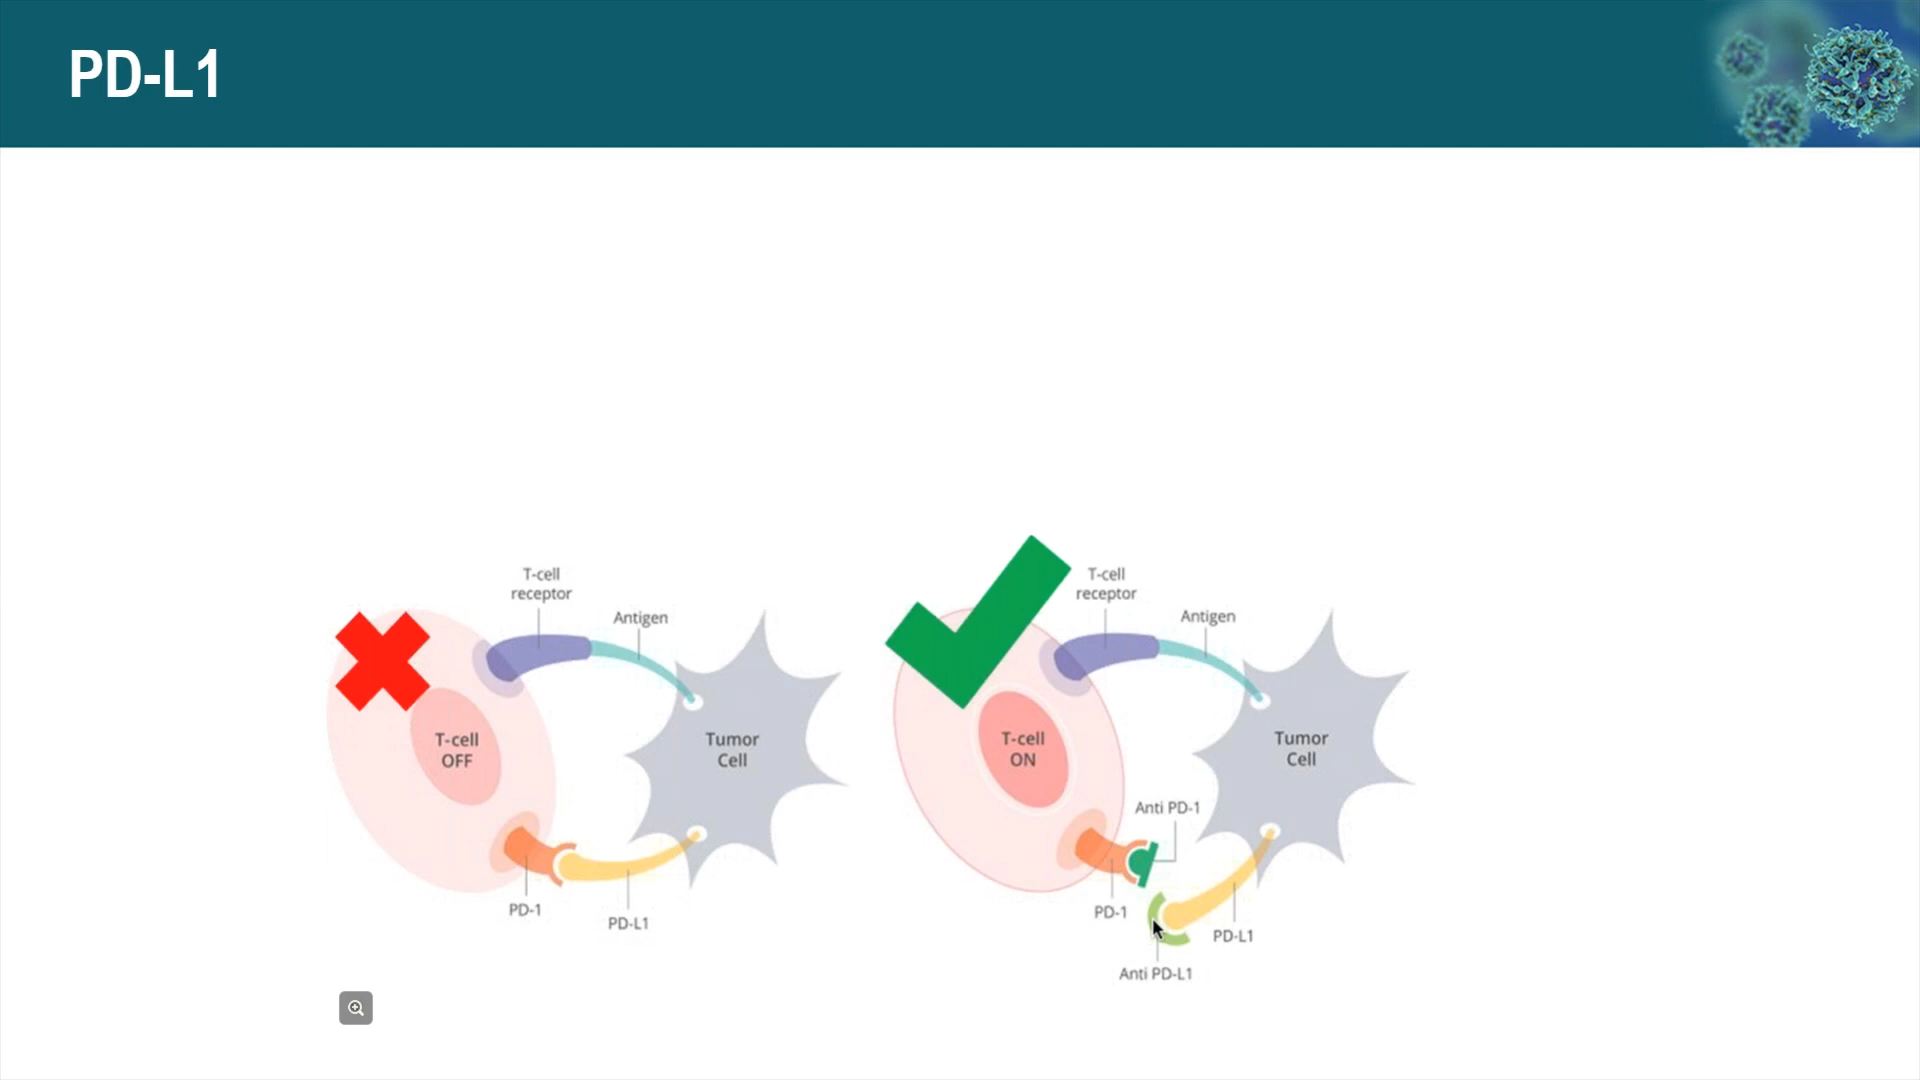 PD-L1
T-cell
receptor
Antigen
T-cell
OFF
Tumor
Cell
PD-1
PD-L1
T-cell
receptor
Antigen
T-cell
ON
Tumor
Cell
Anti PD-1
PD-1
PD-L1
Anti PD-L1